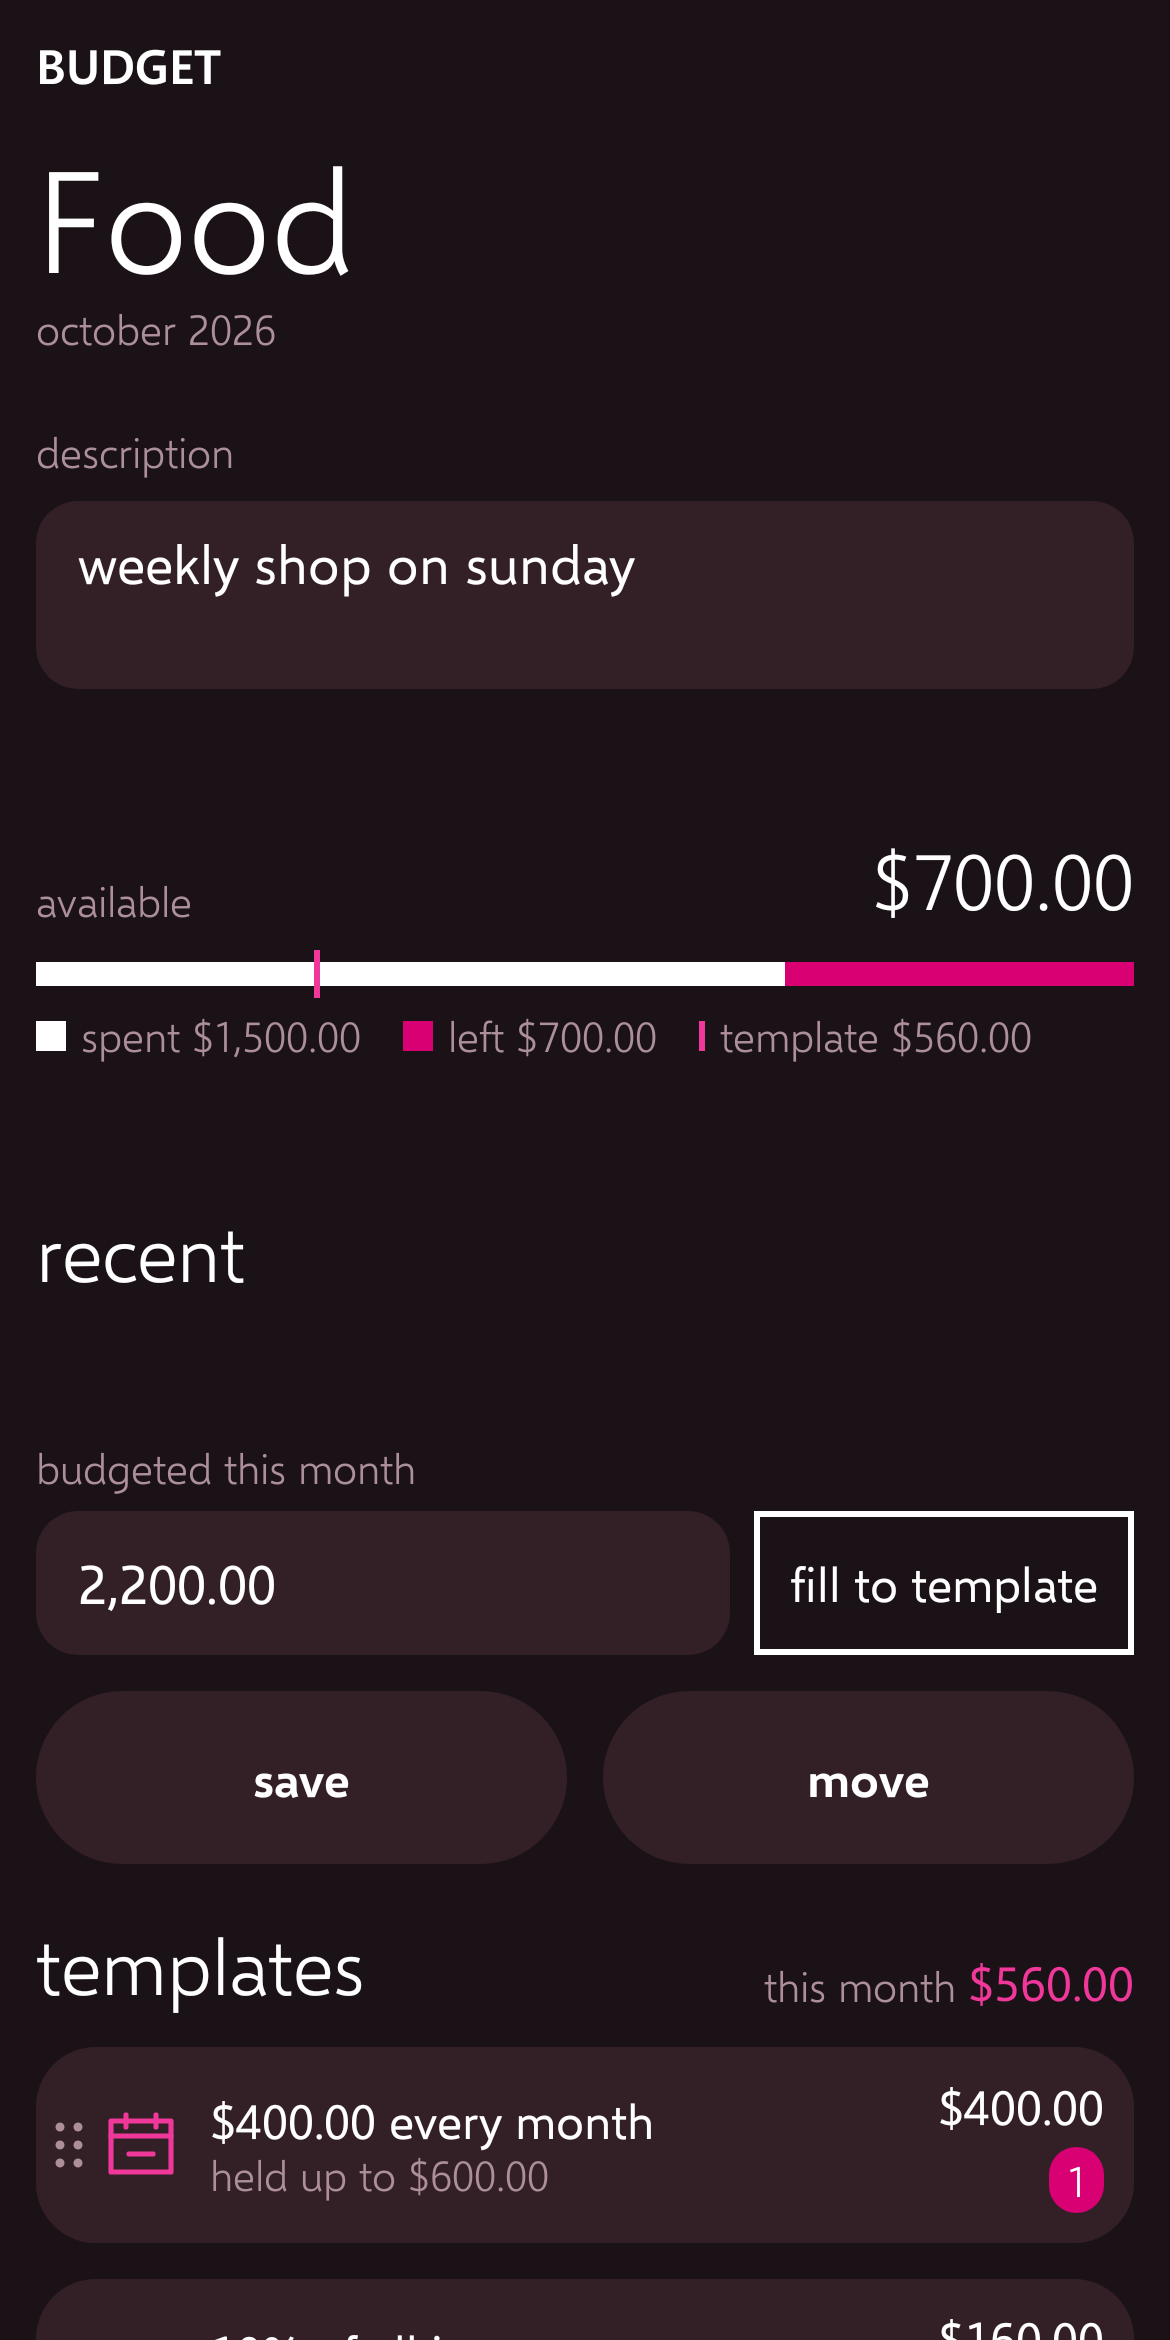 BUDGET
Food
october 2026
description
weekly shop on sunday
available
$700.00
spent $1,500.00
left $700.00
template $560.00
recent
budgeted this month
2,200.00
fill to template
save
move
templates
this month $560.00
$400.00 every month
held up to $600.00
$400.00
1
$160.00